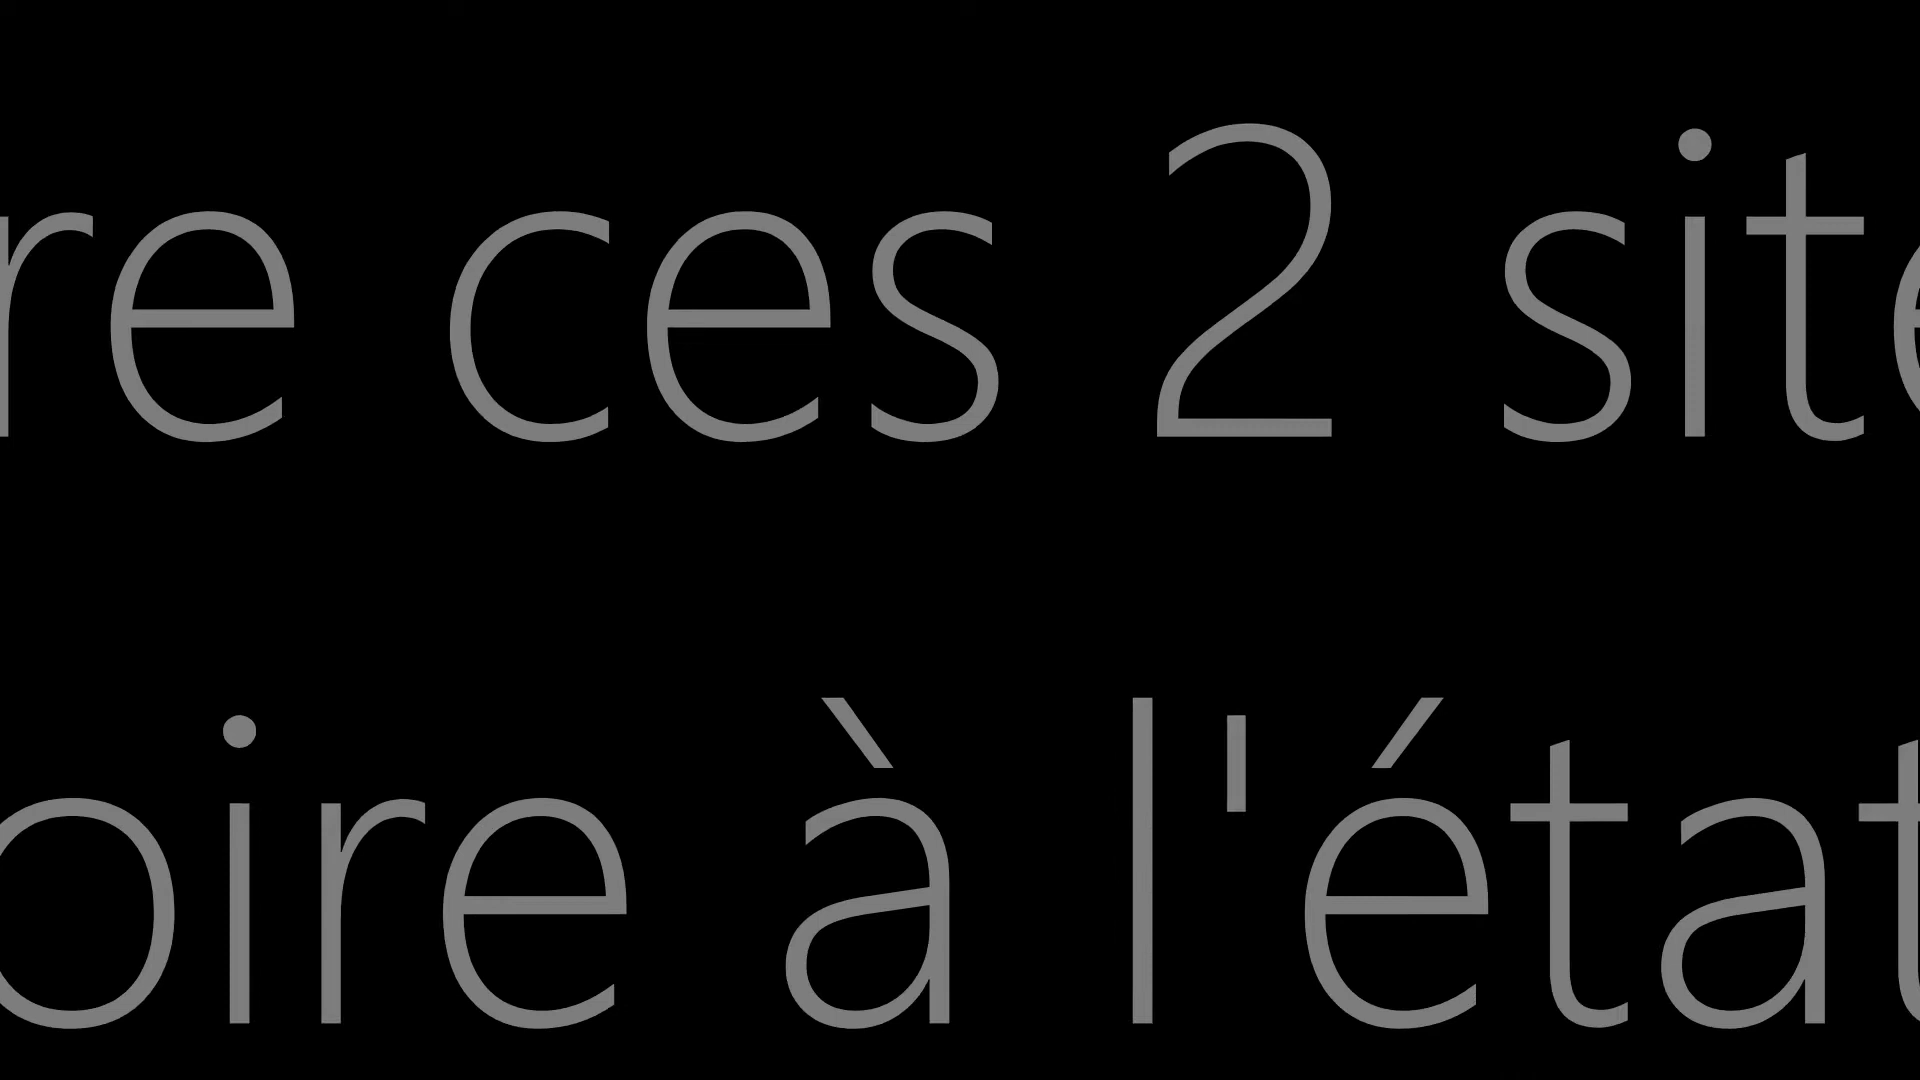 re ces 2 site
oire à l'état